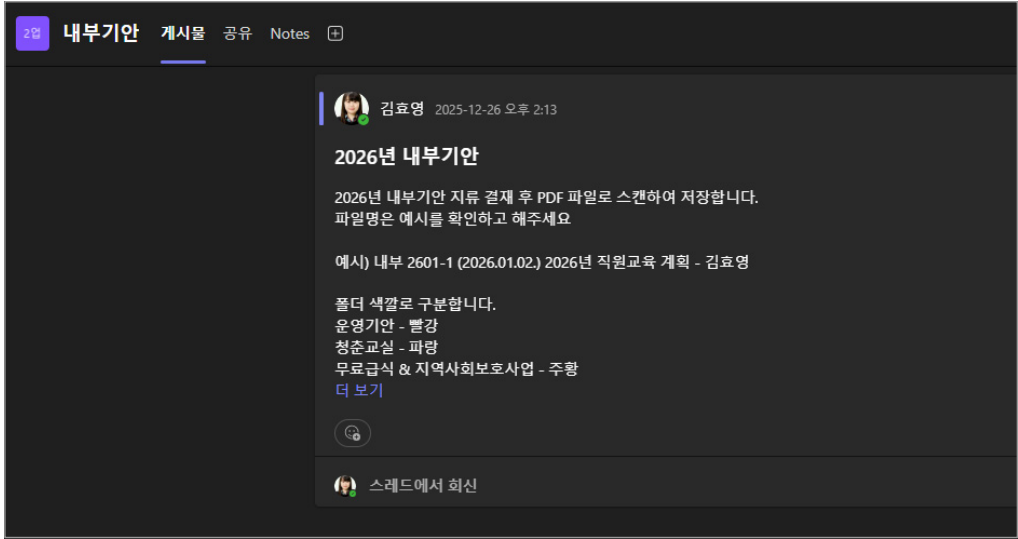 2업 내부기안 게시물 공유 Notes
김효영 2025-12-26 오후 2:13
2026년 내부기안
2026년 내부기안 지류 결재 후 PDF 파일로 스캔하여 저장합니다.
파일명은 예시를 확인하고 해주세요
예시) 내부 2601-1 (2026.01.02.) 2026년 직원교육 계획 - 김효영
폴더 색깔로 구분합니다.
운영기안 - 빨강
청춘교실 - 파랑
무료급식 & 지역사회보호사업 - 주황
더 보기
스레드에서 회신